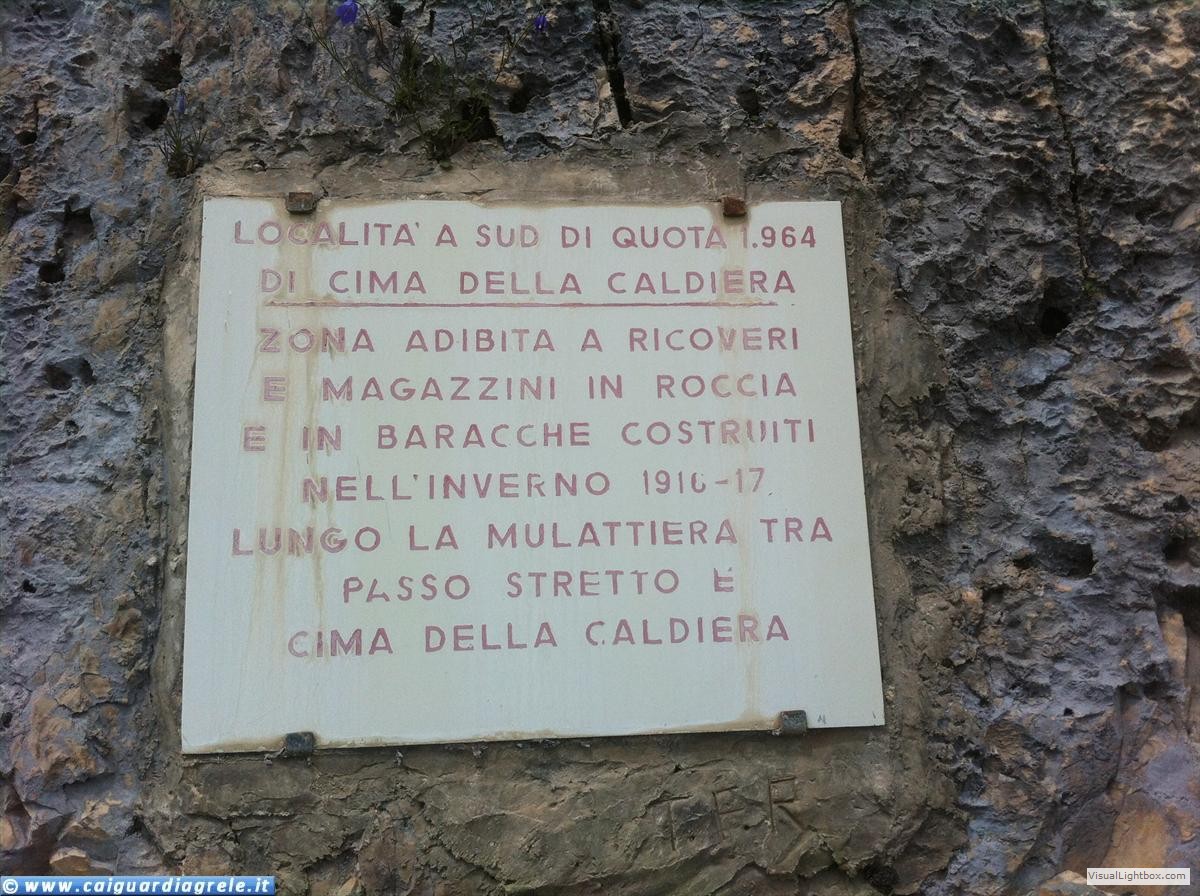 LOCALITA' A SUD DI QUOTA 1.964
DI CIMA DELLA CALDIERA
ZONA ADIBITA A RICOVERI
E MAGAZZINI IN ROCCIA
E IN BARACCHE COSTRUITI
NELL'INVERNO 1916-17
LUNGO LA MULATTIERA TRA
PASSO STRETTO E
CIMA DELLA CALDIERA
TFR
www.caiguardiagrele.it
VisualLightbox.com